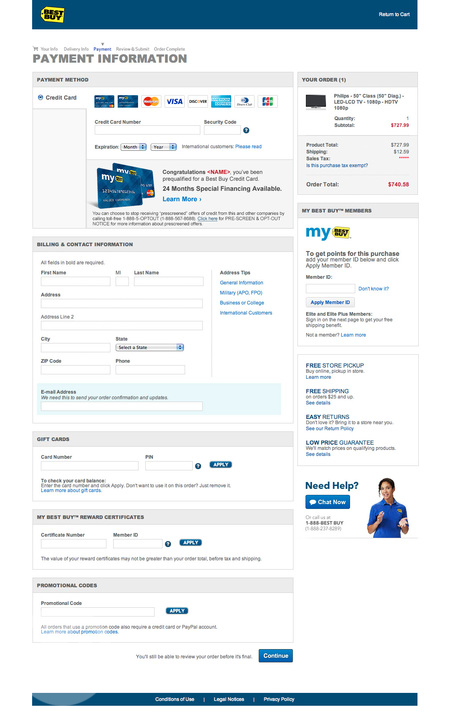 BEST BUY
Return to Cart
Your Info Delivery Info Payment Review & Submit Order Complete
PAYMENT INFORMATION
PAYMENT METHOD
Credit Card
VISA
DISCOVER
JCB
Credit Card Number
Security Code
Expiration: Month Year International customers: Please read
Congratulations <NAME>, you've been
prequalified for a Best Buy Credit Card.
24 Months Special Financing Available.
Learn More ›
You can choose to stop receiving "prescreened" offers of credit from this and other companies by
calling toll-free 1-888-5-OPTOUT (1-888-567-8688). Click here for PRE-SCREEN & OPT-OUT
NOTICE for more information about prescreened offers.
BILLING & CONTACT INFORMATION
All fields in bold are required.
First Name
MI
Last Name
Address
Address Line 2
City
State
Select a State
ZIP Code
Phone
Address Tips
General Information
Military (APO, FPO)
Business or College
International Customers
E-mail Address
We need this to send your order confirmation and updates.
GIFT CARDS
Card Number
PIN
APPLY
To check your card balance:
Enter the card number and click Apply. Don't want to use it on this order? Just remove it.
Learn more about gift cards.
MY BEST BUY™ REWARD CERTIFICATES
Certificate Number
Member ID
APPLY
The value of your reward certificates may not be greater than your order total, before tax and shipping.
PROMOTIONAL CODES
Promotional Code
APPLY
All orders that use a promotion code also require a credit card or PayPal account.
Learn more about promotion codes.
You'll still be able to review your order before it's final.
Continue
YOUR ORDER (1)
Philips - 50" Class (50" Diag.) -
LED-LCD TV - 1080p - HDTV
1080p
Quantity: 1
Subtotal: $727.99
Product Total: $727.99
Shipping: $12.59
Sales Tax: *****
Is this purchase tax exempt?
Order Total: $740.58
MY BEST BUY™ MEMBERS
my BEST BUY
To get points for this purchase
add your member ID below and click
Apply Member ID.
Member ID:
Don't know it?
Apply Member ID
Elite and Elite Plus Members:
Sign in on the next page to get your free
shipping benefit.
Not a member? Learn more
FREE STORE PICKUP
Buy online, pickup in store.
Learn more
FREE SHIPPING
on orders $25 and up.
See details
EASY RETURNS
Don't love it? Bring it to a store near you.
See our Return Policy
LOW PRICE GUARANTEE
We'll match prices on qualifying products.
See details
Need Help?
Chat Now
Or call us at
1-888-BEST BUY
(1-888-237-8289)
Conditions of Use | Legal Notices | Privacy Policy